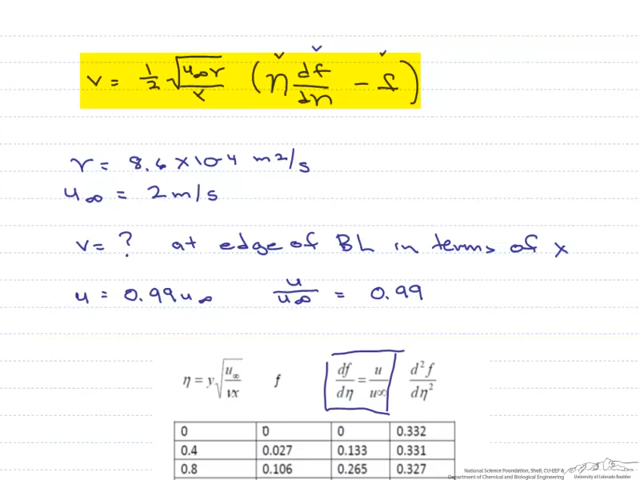 v = 1/2 √(u∞ν/x) (η df/dη - f)
ν = 8.6 × 10-4 m2/s
u∞ = 2 m/s
v = ? at edge of BL in terms of x
u = 0.99 u∞ u/u∞ = 0.99
η = y√(u∞/νx) f df/dη = u/u∞ d²f/dη²
0 0 0 0.332
0.4 0.027 0.133 0.331
0.8 0.106 0.265 0.327
National Science Foundation, Shell, CU-EEF &
Department of Chemical and Biological Engineering
University of Colorado Boulder